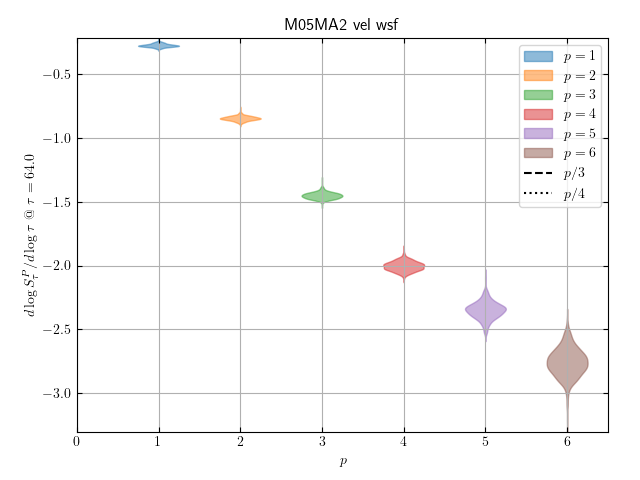 M05MA2 vel wsf
d log S_τ^P / d log τ @ τ = 64.0
−0.5
−1.0
−1.5
−2.0
−2.5
−3.0
0 1 2 3 4 5 6
p
p = 1
p = 2
p = 3
p = 4
p = 5
p = 6
p/3
p/4